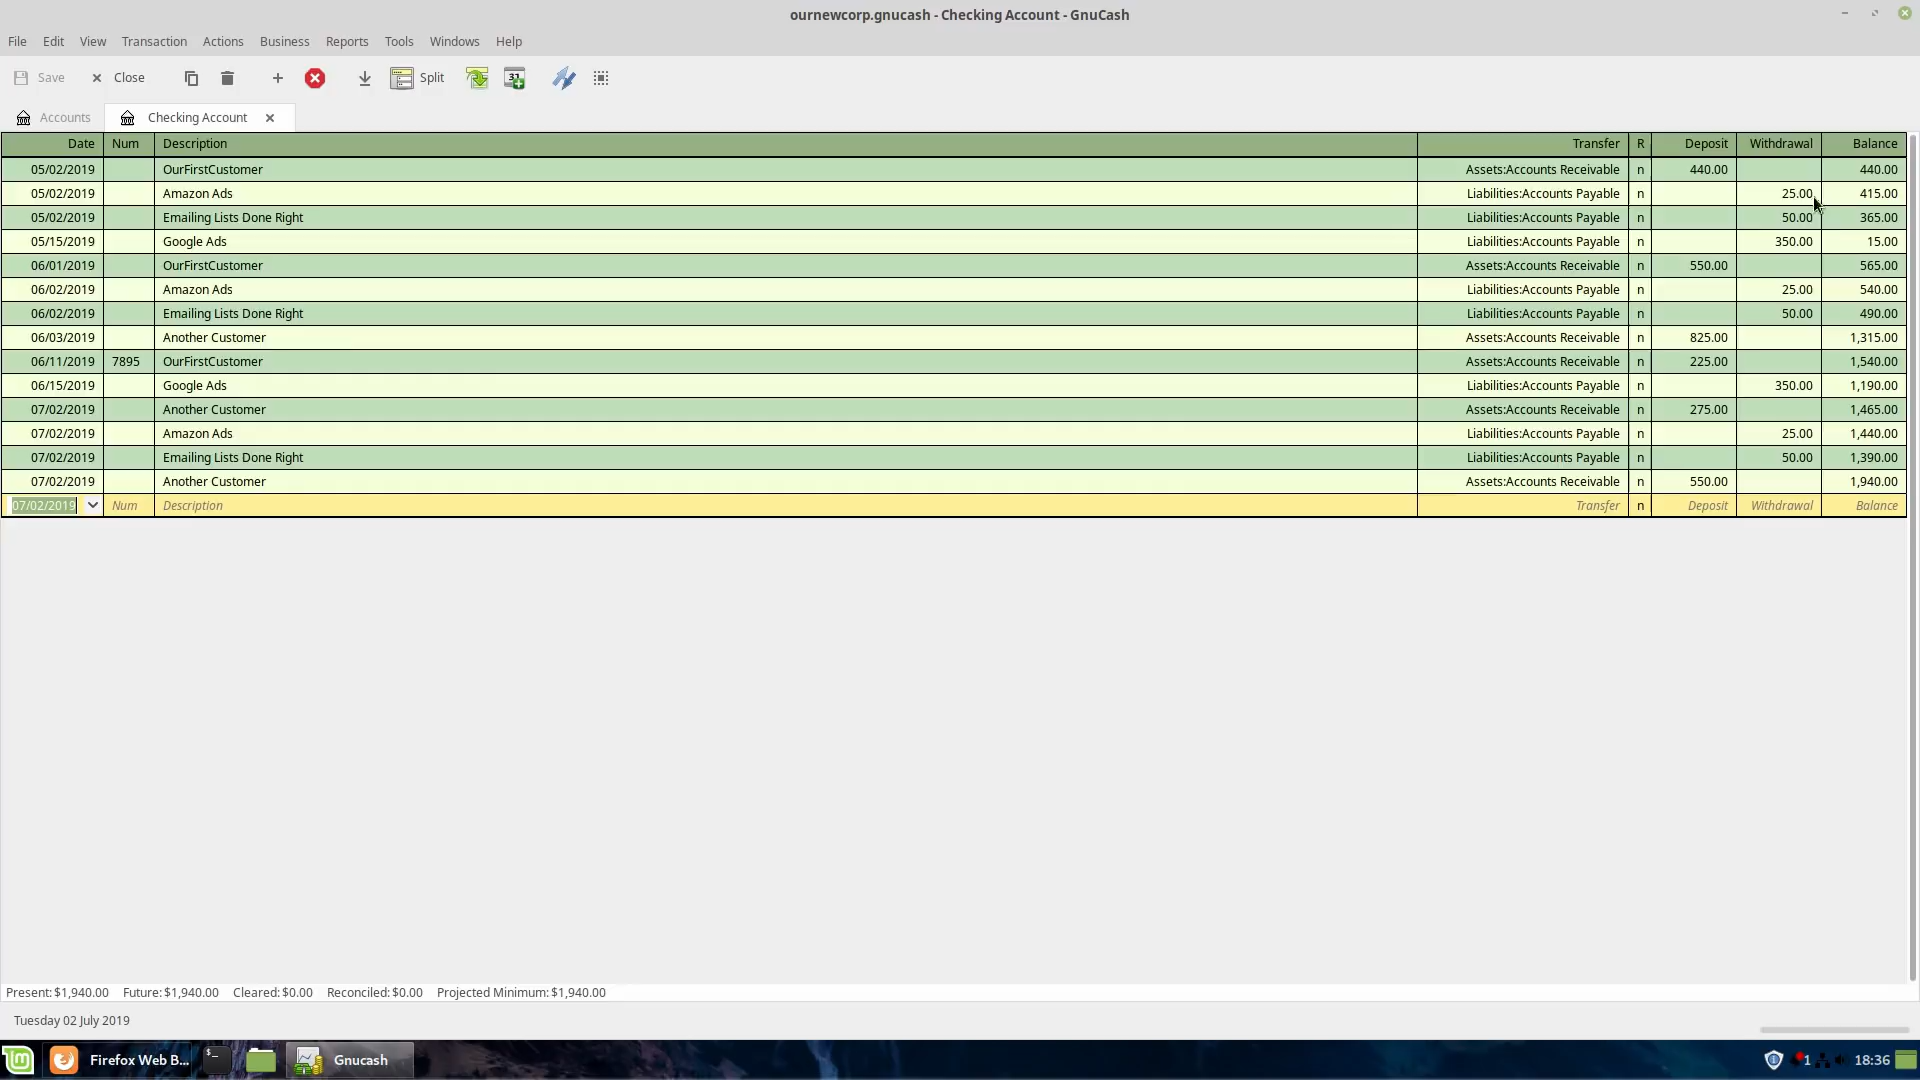 ournewcorp.gnucash - Checking Account - GnuCash
File Edit View Transaction Actions Business Reports Tools Windows Help
Save Close Split 31
Accounts Checking Account
Date Num Description Transfer R Deposit Withdrawal Balance
05/02/2019 OurFirstCustomer Assets:Accounts Receivable n 440.00 440.00
05/02/2019 Amazon Ads Liabilities:Accounts Payable n 25.00 415.00
05/02/2019 Emailing Lists Done Right Liabilities:Accounts Payable n 50.00 365.00
05/15/2019 Google Ads Liabilities:Accounts Payable n 350.00 15.00
06/01/2019 OurFirstCustomer Assets:Accounts Receivable n 550.00 565.00
06/02/2019 Amazon Ads Liabilities:Accounts Payable n 25.00 540.00
06/02/2019 Emailing Lists Done Right Liabilities:Accounts Payable n 50.00 490.00
06/03/2019 Another Customer Assets:Accounts Receivable n 825.00 1,315.00
06/11/2019 7895 OurFirstCustomer Assets:Accounts Receivable n 225.00 1,540.00
06/15/2019 Google Ads Liabilities:Accounts Payable n 350.00 1,190.00
07/02/2019 Another Customer Assets:Accounts Receivable n 275.00 1,465.00
07/02/2019 Amazon Ads Liabilities:Accounts Payable n 25.00 1,440.00
07/02/2019 Emailing Lists Done Right Liabilities:Accounts Payable n 50.00 1,390.00
07/02/2019 Another Customer Assets:Accounts Receivable n 550.00 1,940.00
07/02/2019 Num Description Transfer n Deposit Withdrawal Balance
Present: $1,940.00 Future: $1,940.00 Cleared: $0.00 Reconciled: $0.00 Projected Minimum: $1,940.00
Tuesday 02 July 2019
Firefox Web B... Gnucash 1 18:36